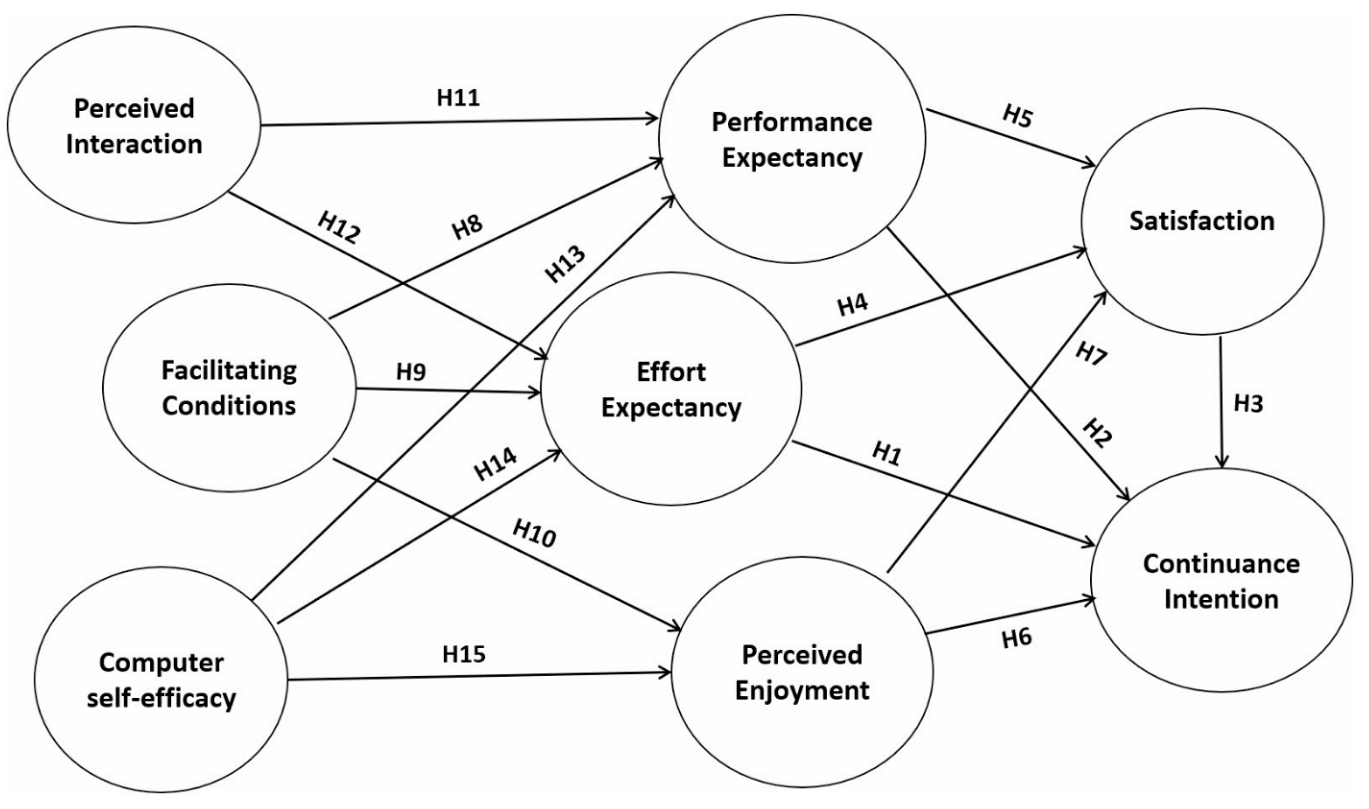 Perceived
Interaction
H11
Performance
Expectancy
H5
Satisfaction
H12
H8
H13
H4
H7
Facilitating
Conditions
H9
Effort
Expectancy
H2
H3
H14
H1
H10
Continuance
Intention
Computer
self-efficacy
H15
Perceived
Enjoyment
H6